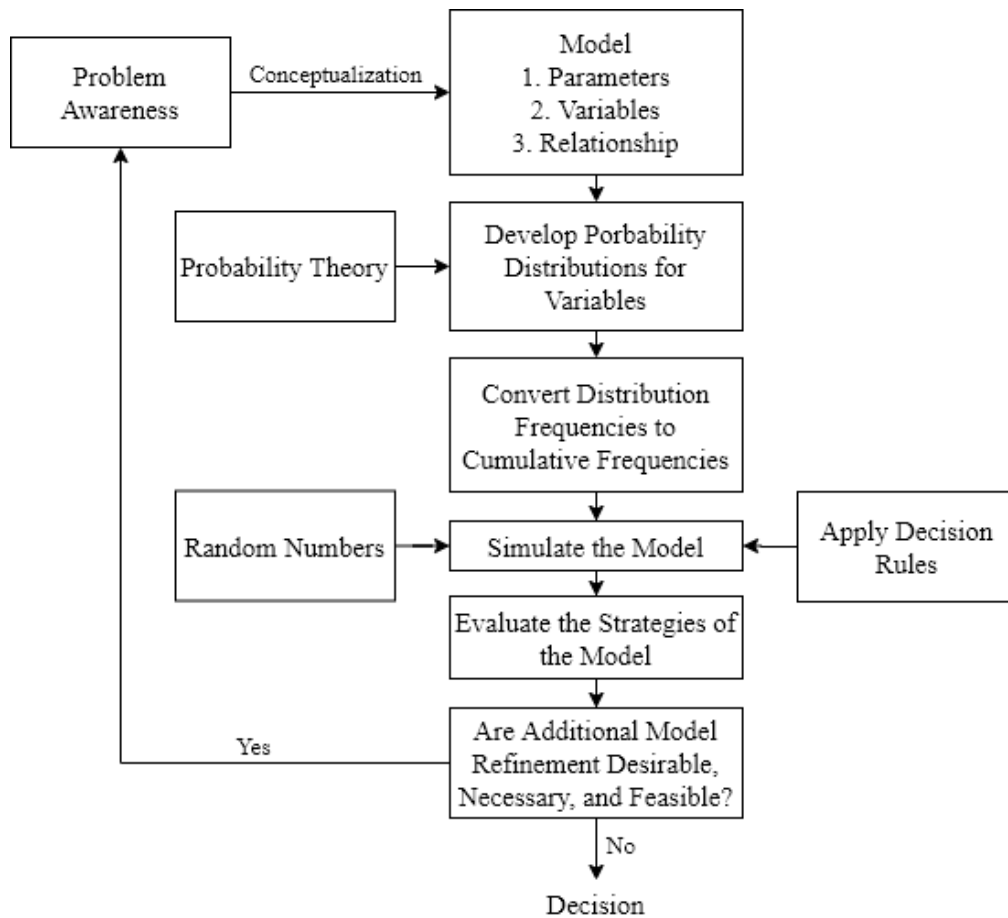 Problem
Awareness
Conceptualization
Model
1. Parameters
2. Variables
3. Relationship
Probability Theory
Develop Porbability
Distributions for
Variables
Convert Distribution
Frequencies to
Cumulative Frequencies
Random Numbers
Simulate the Model
Apply Decision
Rules
Evaluate the Strategies of
the Model
Are Additional Model
Refinement Desirable,
Necessary, and Feasible?
Yes
No
Decision